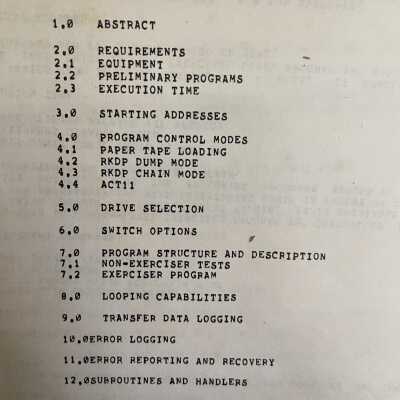 1.0 ABSTRACT
2.0 REQUIREMENTS
2.1 EQUIPMENT
2.2 PRELIMINARY PROGRAMS
2.3 EXECUTION TIME
3.0 STARTING ADDRESSES
4.0 PROGRAM CONTROL MODES
4.1 PAPER TAPE LOADING
4.2 RKDP DUMP MODE
4.3 RKDP CHAIN MODE
4.4 ACT11
5.0 DRIVE SELECTION
6.0 SWITCH OPTIONS
7.0 PROGRAM STRUCTURE AND DESCRIPTION
7.1 NON-EXERCISER TESTS
7.2 EXERCISER PROGRAM
8.0 LOOPING CAPABILITIES
9.0 TRANSFER DATA LOGGING
10.0ERROR LOGGING
11.0ERROR REPORTING AND RECOVERY
12.0SUBROUTINES AND HANDLERS